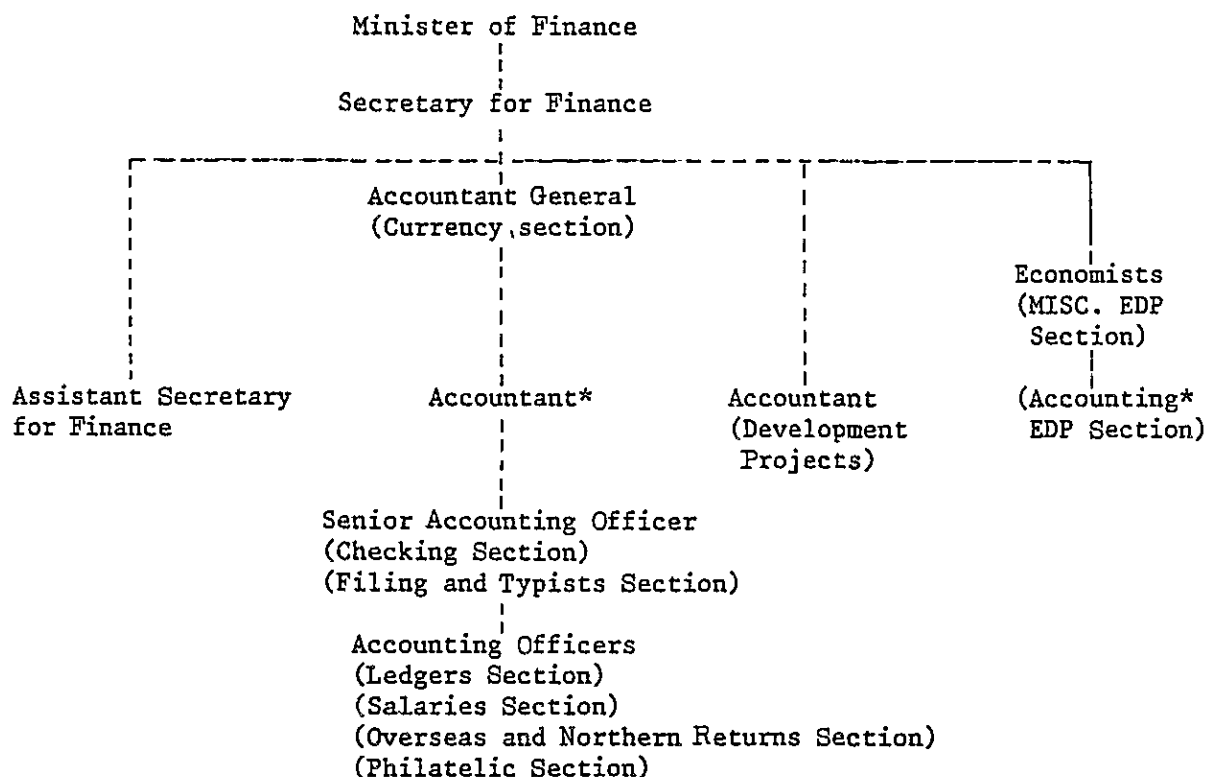 Minister of Finance
Secretary for Finance
Accountant General
(Currency section)
Economists
(MISC. EDP
Section)
Assistant Secretary
for Finance
Accountant*
Accountant
(Development
Projects)
(Accounting*
EDP Section)
Senior Accounting Officer
(Checking Section)
(Filing and Typists Section)
Accounting Officers
(Ledgers Section)
(Salaries Section)
(Overseas and Northern Returns Section)
(Philatelic Section)